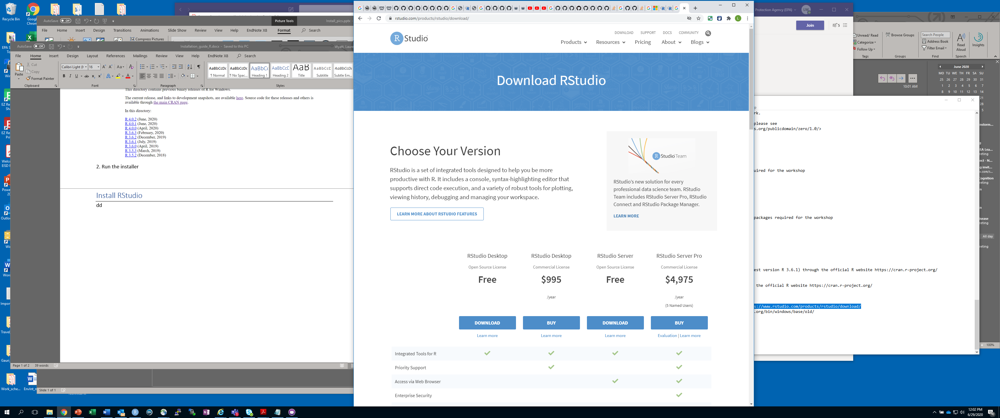 Recycle Bin
Google Chrome
AutoSave Off
Picture Tools
Install_pics.pptx -
File Home Insert Design Transitions Animations Slide Show Review View Help EndNote X8 Format Search
Compress Pictures
AutoSave Off
Installation_guide_R.docx - Saved to this PC
Wyatt, Laure
File Home Insert Design Layout References Mailings Review View Help EndNote X8 Search
Paste
Cut
Copy
Format Painter
Clipboard
Calibri Light (H 16
Font
Paragraph
AaBbCcDc AaBbCcDc AaBbCc AaBbCcD AaB AaBbCcD AaBbCcDc
¶ Normal ¶ No Spac... Heading 1 Heading 2 Title Subtitle Subtle Em...
Styles
This directory contains previous binary releases of R for Windows.
The current release, and links to development snapshots, are available here. Source code for these releases and others is
available through the main CRAN page.
In this directory:
R 4.0.2 (June, 2020)
R 4.0.1 (June, 2020)
R 4.0.0 (April, 2020)
R 3.6.3 (February, 2020)
R 3.6.2 (December, 2019)
R 3.6.1 (July, 2019)
R 3.6.0 (April, 2019)
R 3.5.3 (March, 2019)
R 3.5.2 (December, 2018)
2. Run the installer
Install RStudio
dd
Page 1 of 2 39 words
Slide 1 of 1
Work_sche...
rstudio.com/products/rstudio/download/
R Studio
DOWNLOAD SUPPORT DOCS COMMUNITY
Products Resources Pricing About Blogs
Download RStudio
Choose Your Version
RStudio is a set of integrated tools designed to help you be more
productive with R. It includes a console, syntax-highlighting editor that
supports direct code execution, and a variety of robust tools for plotting,
viewing history, debugging and managing your workspace.
LEARN MORE ABOUT RSTUDIO FEATURES
R Studio Team
RStudio’s new solution for every
professional data science team. RStudio
Team includes RStudio Server Pro, RStudio
Connect and RStudio Package Manager.
LEARN MORE
RStudio Desktop RStudio Desktop RStudio Server RStudio Server Pro
Open Source License Commercial License Open Source License Commercial License
Free $995 Free $4,975
/year /year
(5 Named Users)
DOWNLOAD BUY DOWNLOAD BUY
Learn more Learn more Learn more Evaluation | Learn more
Integrated Tools for R
Priority Support
Access via Web Browser
Enterprise Security
Protection Agency (EPA) LW
Join
5
Unread/ Read
Categorize
Follow Up
Tags
Browse Groups
Groups
Search People
Address Book
Filter Email
Find
Read Aloud
Speech
Insights
June 2020
MO TU WE TH FR SA SU
25 26 27 28 29 30 31
1 2 3 4 5 6 7
8 9 10 11 12 13 14
21
28
5
10:01 AM
rk.
please see
s.org/publicdomain/zero/1.0/>
uired for the workshop
packages required for the workshop
est version R 3.6.1) through the official R website https://cran.r-project.org/
the official R website https://cran.r-project.org/
s://www.rstudio.com/products/rstudio/download/
.org/bin/windows/base/old/
nstorm...
EA Lea...
eeting
ect - N...
ng invit...
x.com/s...
Cognition
eeting
isease
eeting
All day
eeting
100%
12:02 PM
6/29/2020